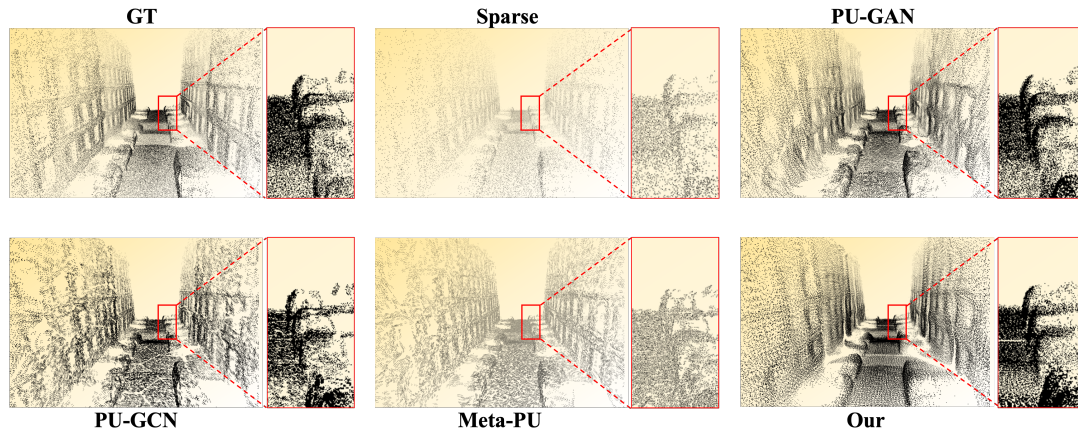 GT
Sparse
PU-GAN
PU-GCN
Meta-PU
Our